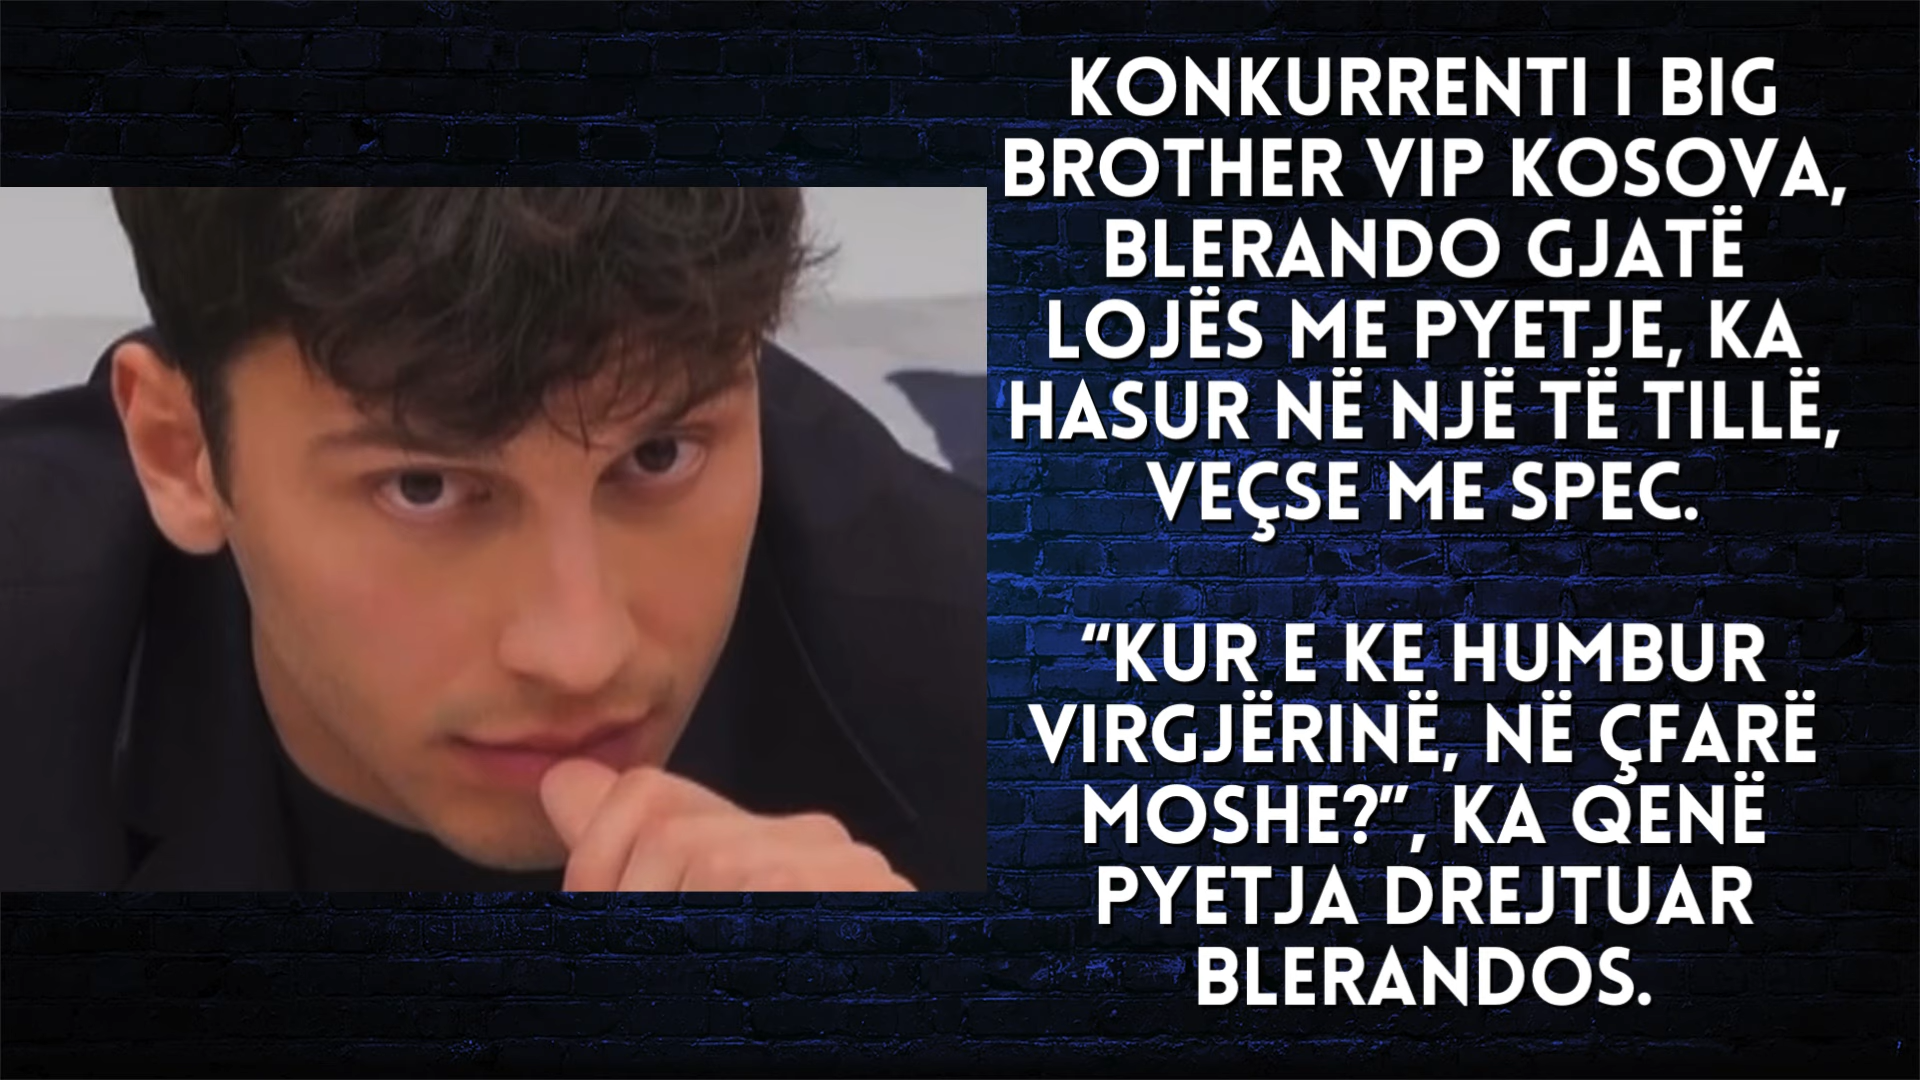 KONKURRENTI I BIG
BROTHER VIP KOSOVA,
BLERANDO GJATË
LOJËS ME PYETJE, KA
HASUR NË NJË TË TILLË,
VEÇSE ME SPEC.
“KUR E KE HUMBUR
VIRGJËRINË, NË ÇFARË
MOSHE?”, KA QENË
PYETJA DREJTUAR
BLERANDOS.